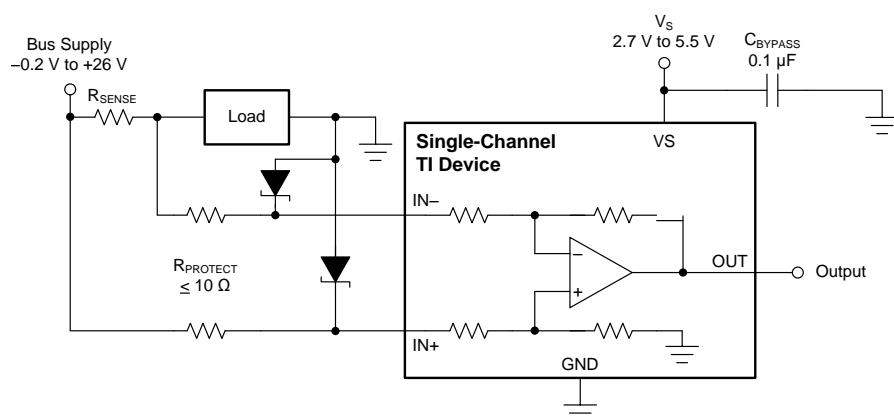 Bus Supply
–0.2 V to +26 V
R_SENSE
Load
V_S
2.7 V to 5.5 V
C_BYPASS
0.1 µF
Single-Channel
TI Device
VS
IN–
R_PROTECT
≤ 10 Ω
–
+
OUT
Output
IN+
GND